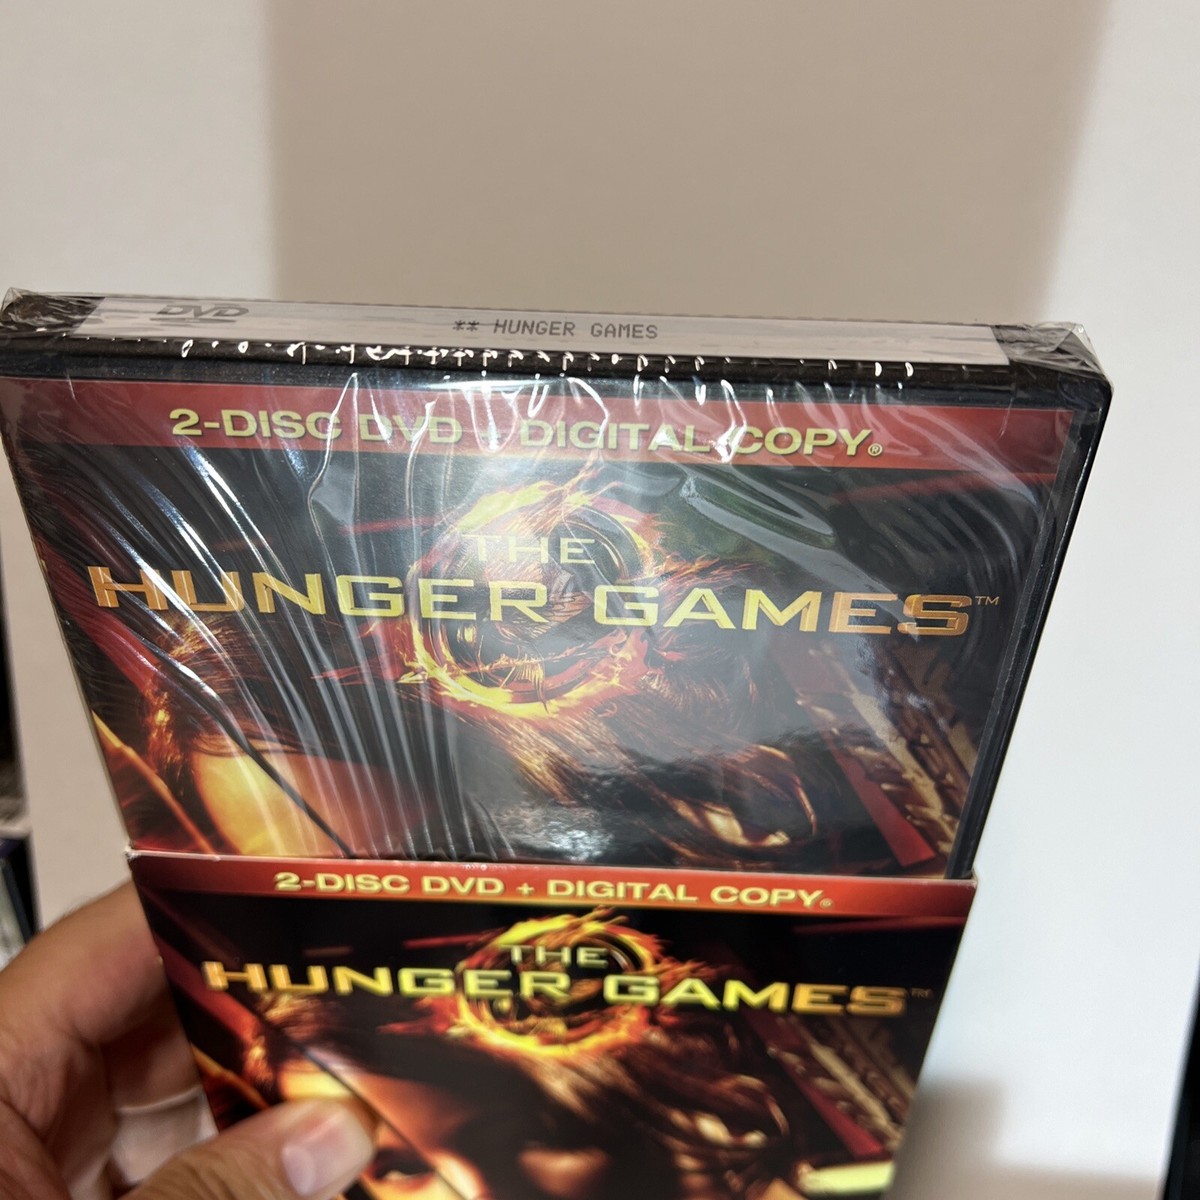 DVD
** HUNGER GAMES
2-DISC DVD + DIGITAL COPY®
THE
HUNGER GAMES™
2-DISC DVD + DIGITAL COPY®
THE
HUNGER GAMES™